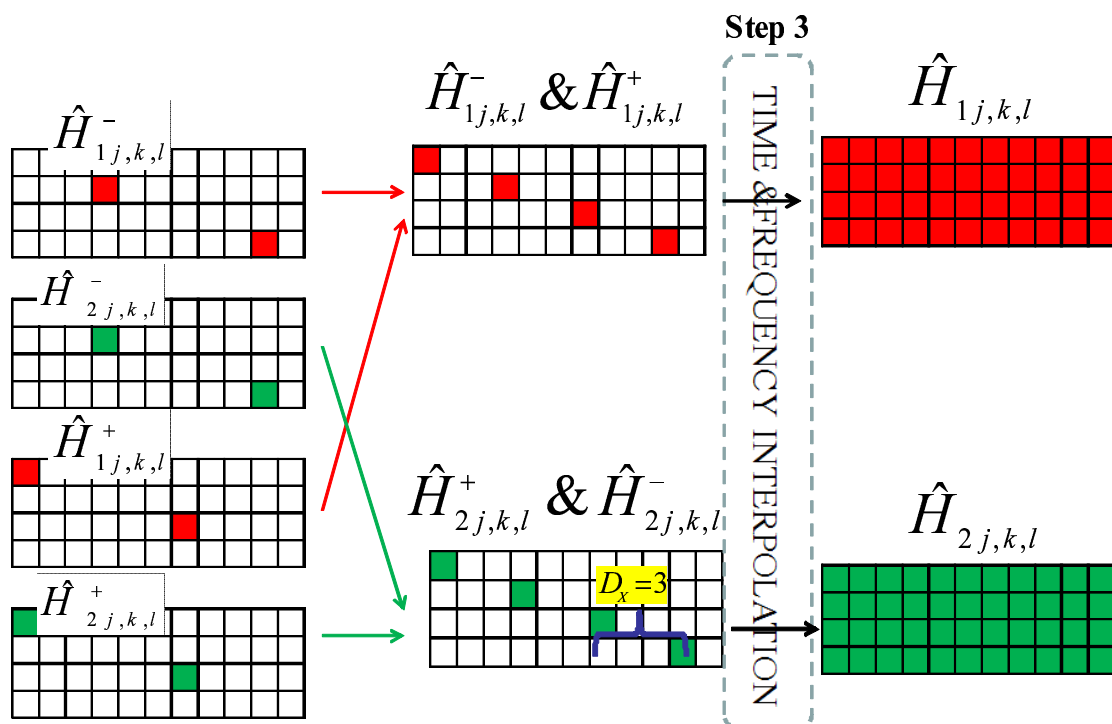 Step 3
Ĥ⁻₁ⱼ,ₖ,ₗ
Ĥ⁻₂ⱼ,ₖ,ₗ
Ĥ⁺₁ⱼ,ₖ,ₗ
Ĥ⁺₂ⱼ,ₖ,ₗ
Ĥ⁻₁ⱼ,ₖ,ₗ & Ĥ⁺₁ⱼ,ₖ,ₗ
Ĥ⁺₂ⱼ,ₖ,ₗ & Ĥ⁻₂ⱼ,ₖ,ₗ
Dₓ=3
TIME &FREQUENCY INTERPOLATION
Ĥ₁ⱼ,ₖ,ₗ
Ĥ₂ⱼ,ₖ,ₗ